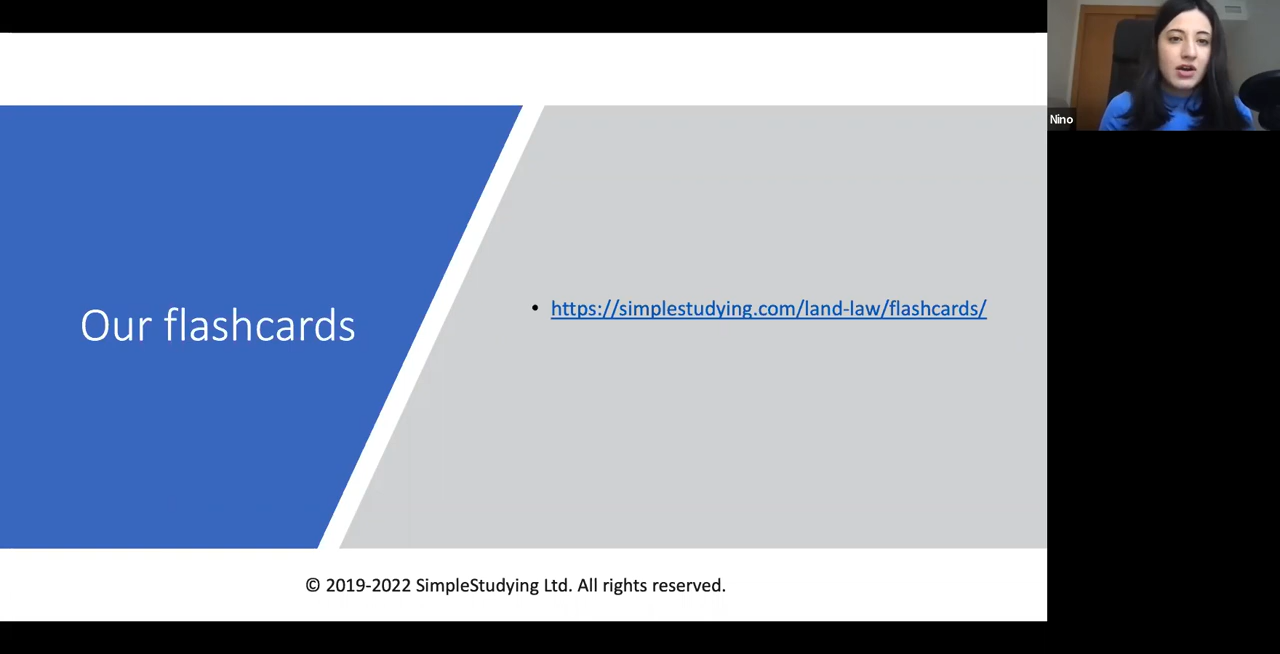 Our flashcards
• https://simplestudying.com/land-law/flashcards/
© 2019-2022 SimpleStudying Ltd. All rights reserved.
Nino